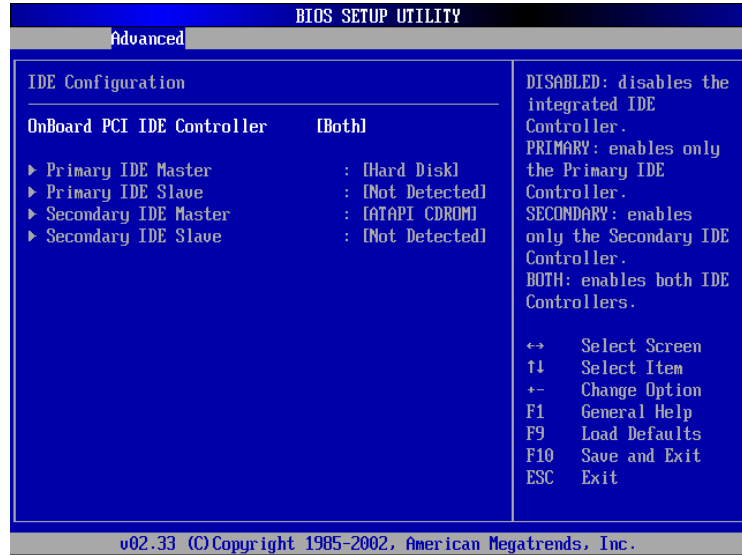 BIOS SETUP UTILITY
Advanced
IDE Configuration
OnBoard PCI IDE Controller [Both]
▶ Primary IDE Master : [Hard Disk]
▶ Primary IDE Slave : [Not Detected]
▶ Secondary IDE Master : [ATAPI CDROM]
▶ Secondary IDE Slave : [Not Detected]
DISABLED: disables the
integrated IDE
Controller.
PRIMARY: enables only
the Primary IDE
Controller.
SECONDARY: enables
only the Secondary IDE
Controller.
BOTH: enables both IDE
Controllers.
↔ Select Screen
↑↓ Select Item
+- Change Option
F1 General Help
F9 Load Defaults
F10 Save and Exit
ESC Exit
v02.33 (C)Copyright 1985-2002, American Megatrends, Inc.